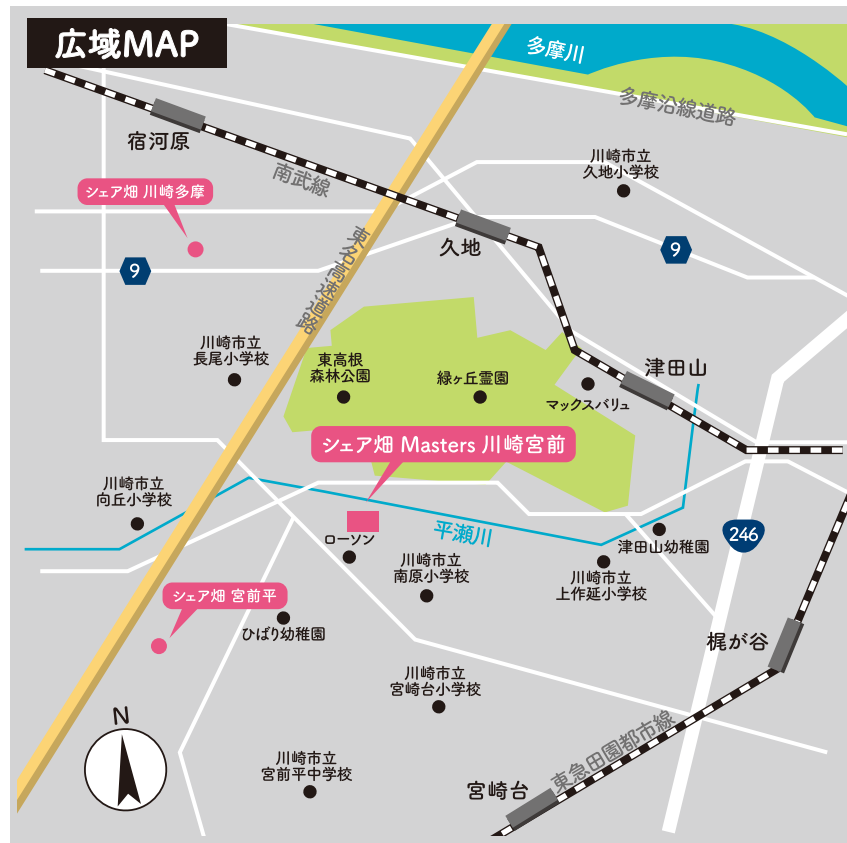 広域MAP
多摩川
多摩沿線道路
宿河原
川崎市立
久地小学校
南武線
シェア畑 川崎多摩
久地
東名高速道路
9
9
川崎市立
長尾小学校
東高根
森林公園
緑ヶ丘霊園
津田山
マックスバリュ
シェア畑 Masters 川崎宮前
川崎市立
向丘小学校
平瀬川
ローソン
246
津田山幼稚園
川崎市立
南原小学校
川崎市立
上作延小学校
シェア畑 宮前平
ひばり幼稚園
梶が谷
川崎市立
宮崎台小学校
N
東急田園都市線
川崎市立
宮前平中学校
宮崎台